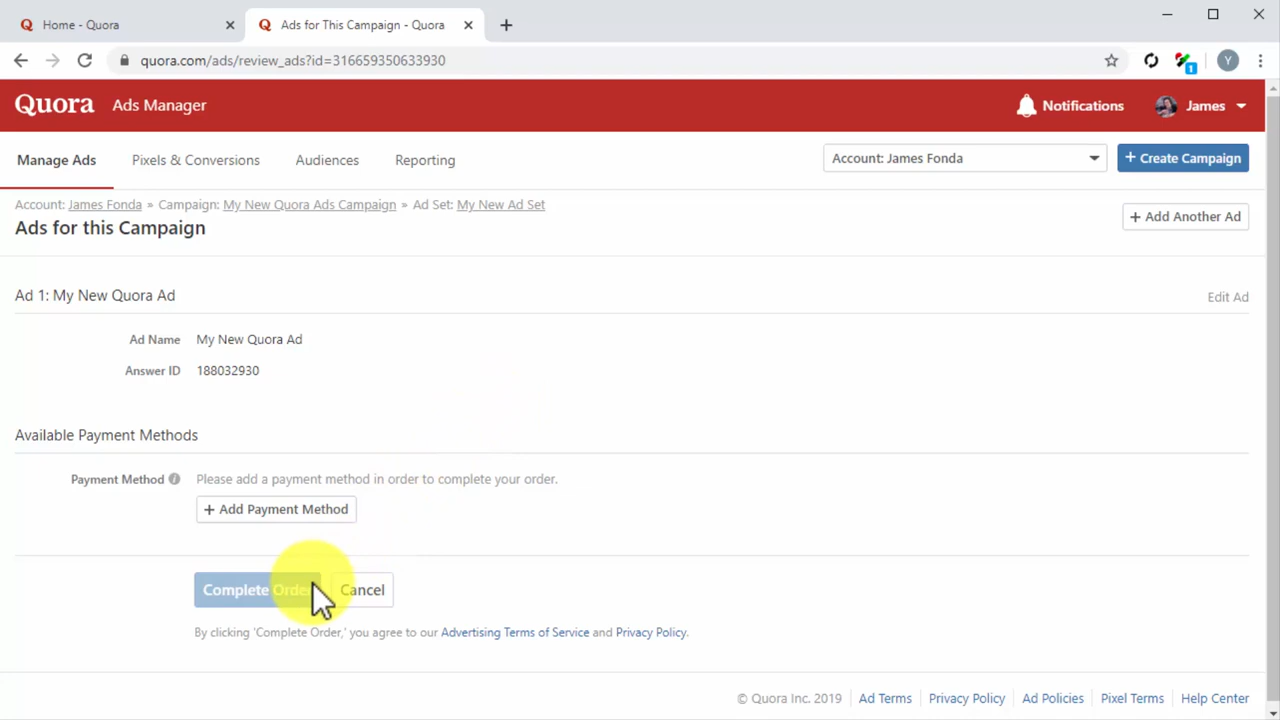 Home - Quora
Ads for This Campaign - Quora
quora.com/ads/review_ads?id=316659350633930
1
Y
Quora Ads Manager
Notifications
James
Manage Ads
Pixels & Conversions
Audiences
Reporting
Account: James Fonda
+ Create Campaign
Account: James Fonda » Campaign: My New Quora Ads Campaign » Ad Set: My New Ad Set
Ads for this Campaign
+ Add Another Ad
Ad 1: My New Quora Ad
Edit Ad
Ad Name My New Quora Ad
Answer ID 188032930
Available Payment Methods
Payment Method Please add a payment method in order to complete your order.
+ Add Payment Method
Complete Order
Cancel
By clicking 'Complete Order,' you agree to our Advertising Terms of Service and Privacy Policy.
© Quora Inc. 2019 Ad Terms Privacy Policy Ad Policies Pixel Terms Help Center